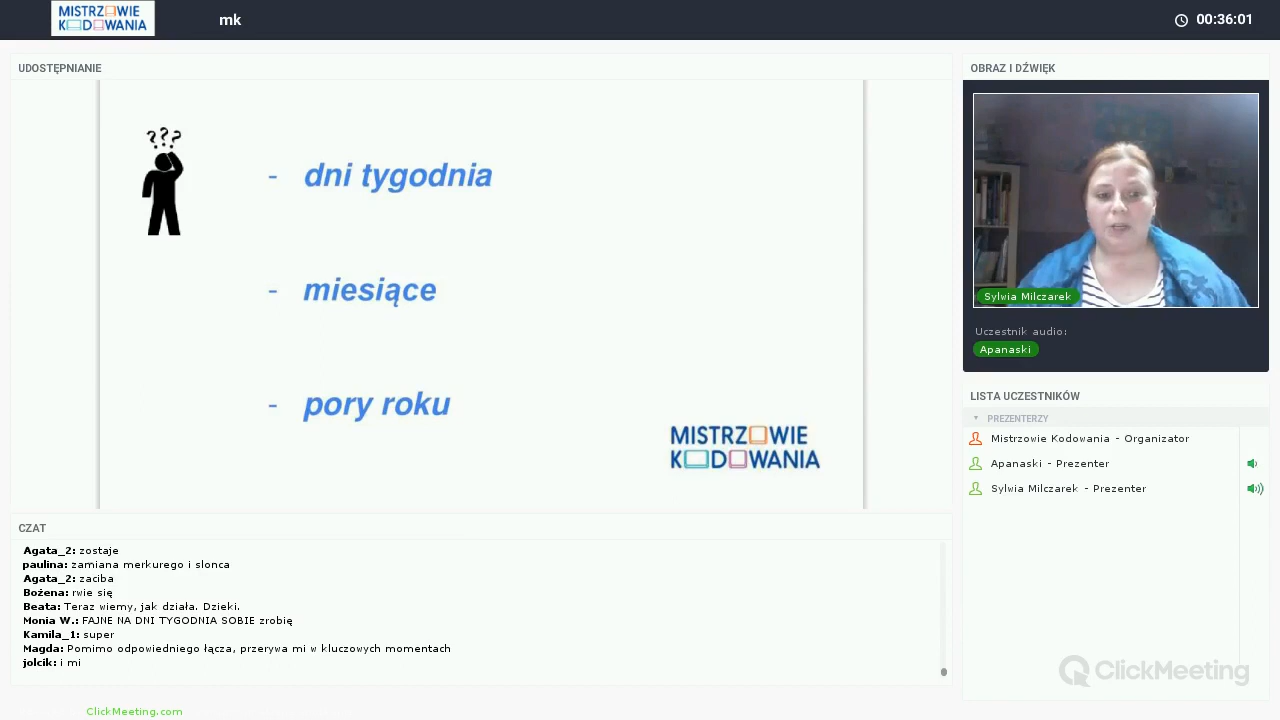 MISTRZOWIE
KODOWANIA
mk
00:36:01
UDOSTĘPNIANIE
???
- dni tygodnia
- miesiące
- pory roku
MISTRZOWIE
KODOWANIA
CZAT
Agata_2: zostaje
paulina: zamiana merkurego i slonca
Agata_2: zaciba
Bożena: rwie się
Beata: Teraz wiemy, jak działa. Dzieki.
Monia W.: FAJNE NA DNI TYGODNIA SOBIE zrobię
Kamila_1: super
Magda: Pomimo odpowiedniego łącza, przerywa mi w kluczowych momentach
jolcik: i mi
ClickMeeting.com
OBRAZ I DŹWIĘK
Sylwia Milczarek
Uczestnik audio:
Apanaski
LISTA UCZESTNIKÓW
PREZENTERZY
Mistrzowie Kodowania - Organizator
Apanaski - Prezenter
Sylwia Milczarek - Prezenter
ClickMeeting